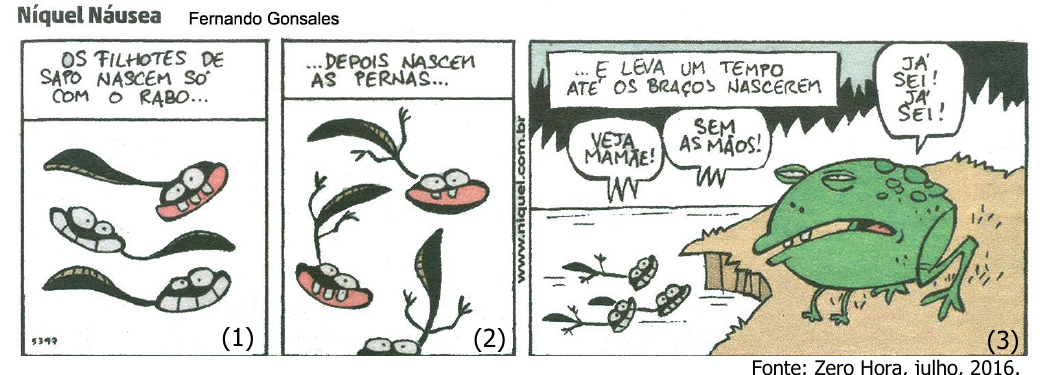 Níquel Náusea Fernando Gonsales
OS FILHOTES DE
SAPO NASCEM SÓ
COM O RABO...
5397
(1)
...DEPOIS NASCEM
AS PERNAS...
(2)
www.niquel.com.br
... E LEVA UM TEMPO
ATÉ OS BRAÇOS NASCEREM
VEJA
MAMÃE!
SEM
AS MÃOS!
JÁ
SEI!
JÁ
SEI!
(3)
Fonte: Zero Hora, julho, 2016.